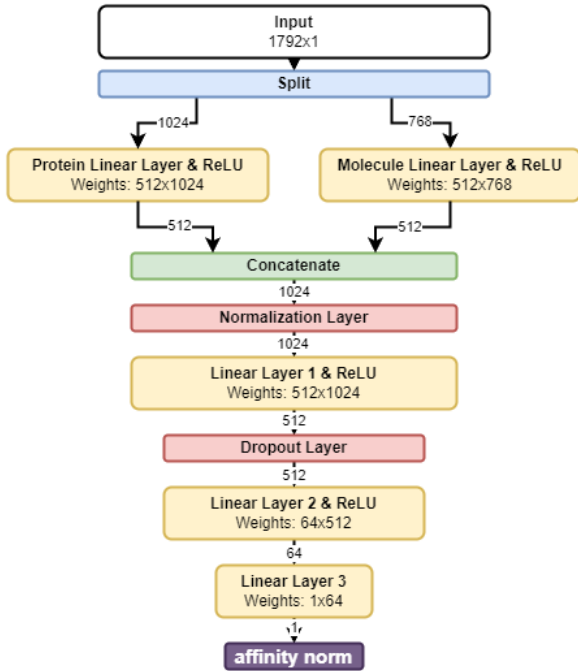 Input
1792x1
Split
1024
768
Protein Linear Layer & ReLU
Weights: 512x1024
Molecule Linear Layer & ReLU
Weights: 512x768
512
512
Concatenate
1024
Normalization Layer
1024
Linear Layer 1 & ReLU
Weights: 512x1024
512
Dropout Layer
512
Linear Layer 2 & ReLU
Weights: 64x512
64
Linear Layer 3
Weights: 1x64
1
affinity norm